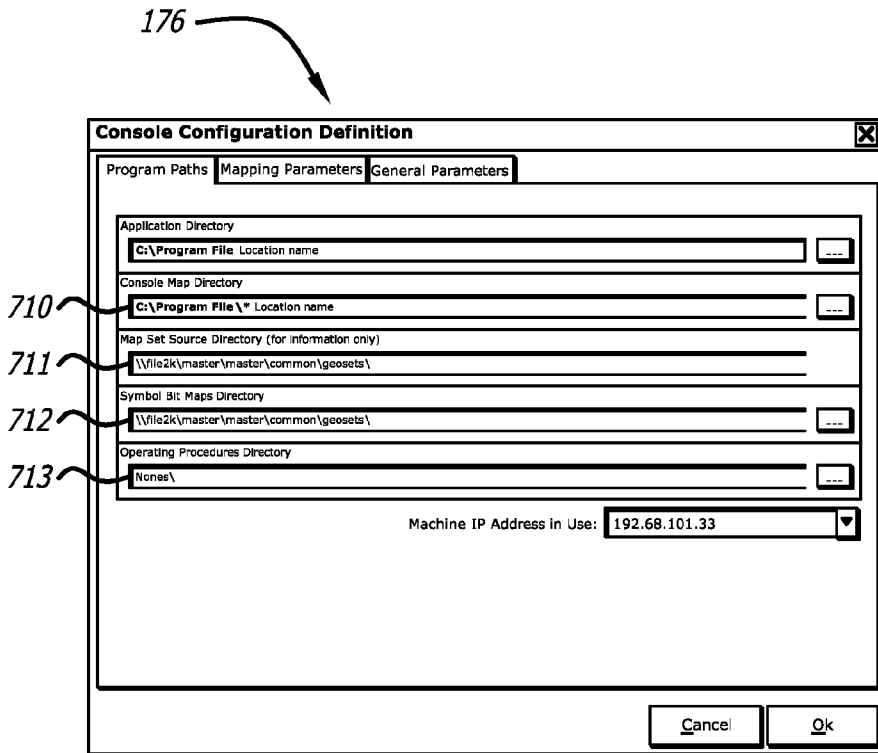 176
Console Configuration Definition
Program Paths Mapping Parameters General Parameters
Application Directory
C:\Program File Location name
...
Console Map Directory
710 C:\Program File\* Location name
...
Map Set Source Directory (for information only)
711 \\file2k\master\master\common\geosets\
Symbol Bit Maps Directory
712 \\file2k\master\master\common\geosets\
...
Operating Procedures Directory
713 Nones\
...
Machine IP Address in Use: 192.68.101.33
Cancel Ok